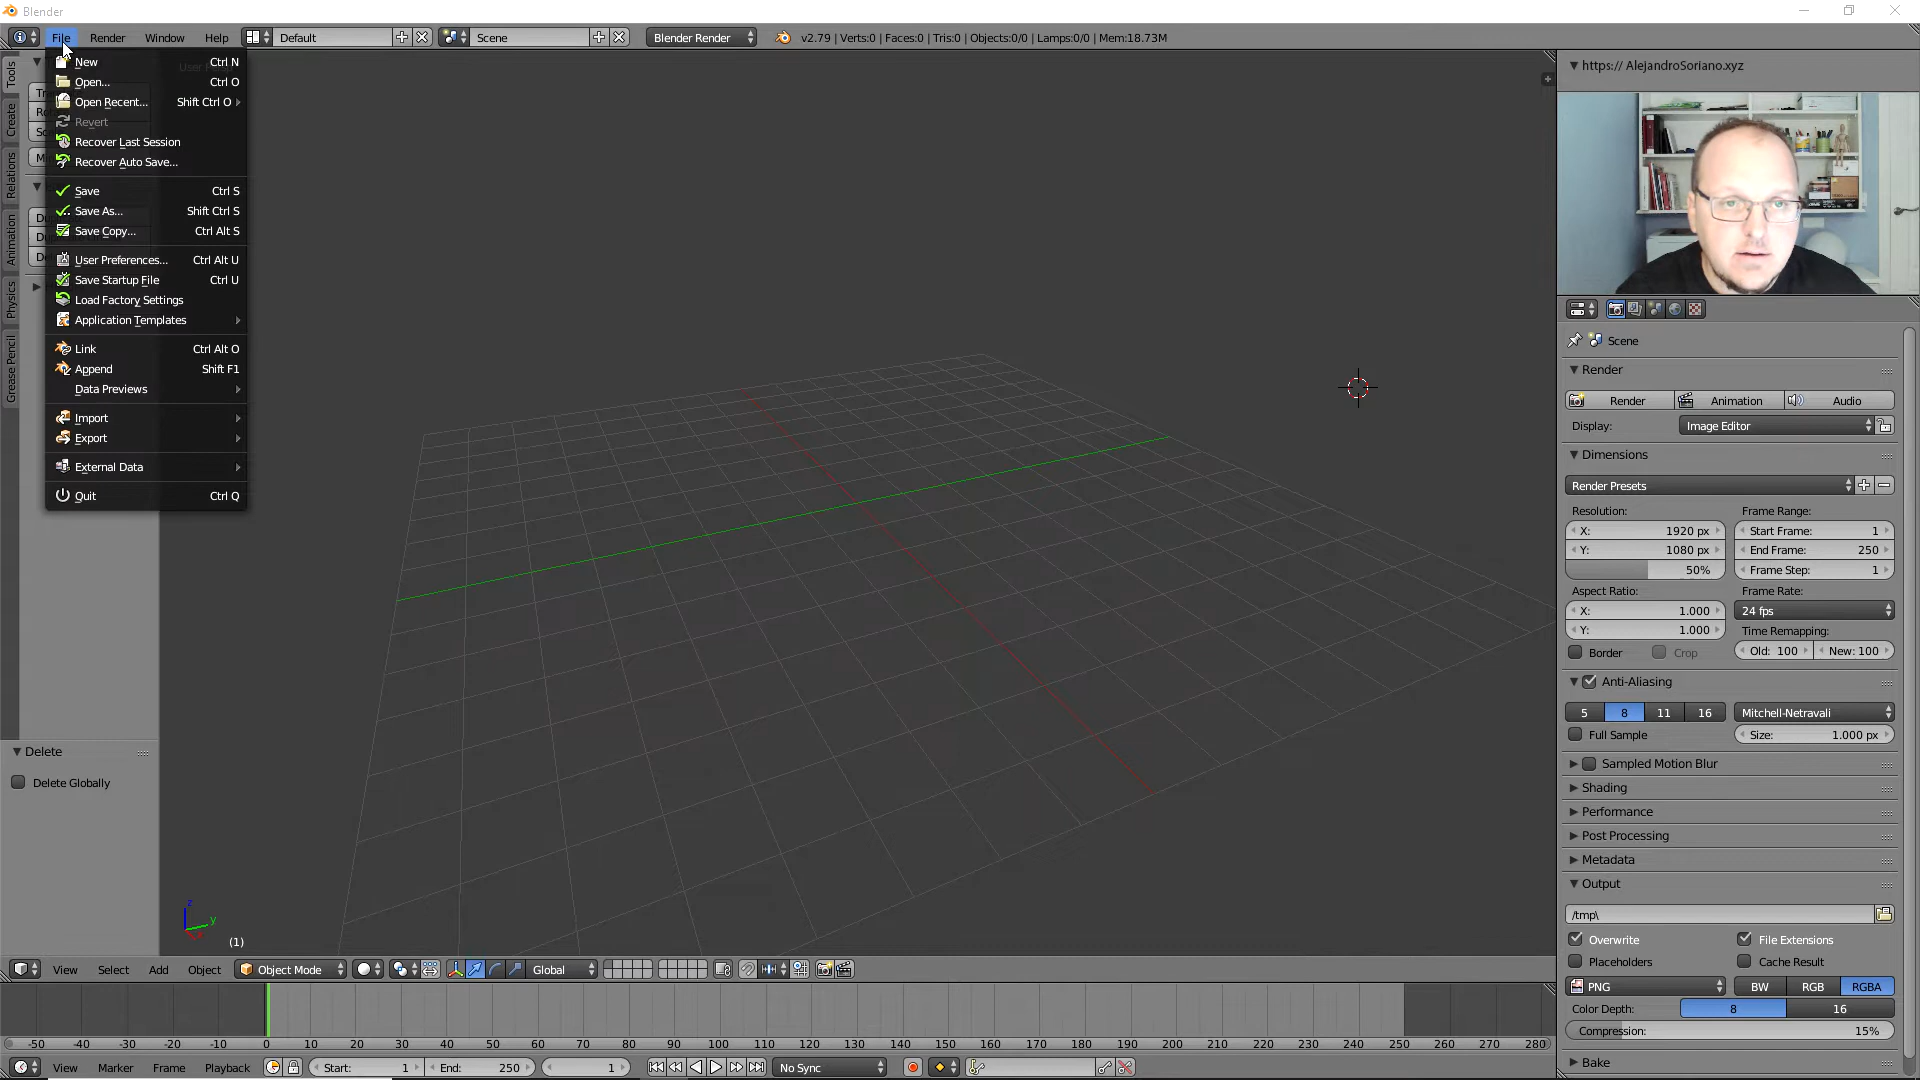 Blender
File Render Window Help Default Scene Blender Render v2.79 | Verts:0 | Faces:0 | Tris:0 | Objects:0/0 | Lamps:0/0 | Mem:18.73M
New Ctrl N
Open... Ctrl O
Open Recent... Shift Ctrl O
Revert
Recover Last Session
Recover Auto Save...
Save Ctrl S
Save As... Shift Ctrl S
Save Copy... Ctrl Alt S
User Preferences... Ctrl Alt U
Save Startup File Ctrl U
Load Factory Settings
Application Templates
Link Ctrl Alt O
Append Shift F1
Data Previews
Import
Export
External Data
Quit Ctrl Q
Tools
Create
Relations
Animation
Physics
Grease Pencil
Delete
Delete Globally
z
y
(1)
View Select Add Object Object Mode Global
-50 -40 -30 -20 -10 0 10 20 30 40 50 60 70 80 90 100 110 120 130 140 150 160 170 180 190 200 210 220 230 240 250 260 270 280
View Marker Frame Playback Start: 1 End: 250 1 No Sync
https:// AlejandroSoriano.xyz
Scene
Render
Render Animation Audio
Display: Image Editor
Dimensions
Render Presets
Resolution: Frame Range:
X: 1920 px Start Frame: 1
Y: 1080 px End Frame: 250
50% Frame Step: 1
Aspect Ratio: Frame Rate:
X: 1.000 24 fps
Y: 1.000 Time Remapping:
Border Crop Old: 100 New: 100
Anti-Aliasing
5 8 11 16 Mitchell-Netravali
Full Sample Size: 1.000 px
Sampled Motion Blur
Shading
Performance
Post Processing
Metadata
Output
/tmp\
Overwrite File Extensions
Placeholders Cache Result
PNG BW RGB RGBA
Color Depth: 8 16
Compression: 15%
Bake